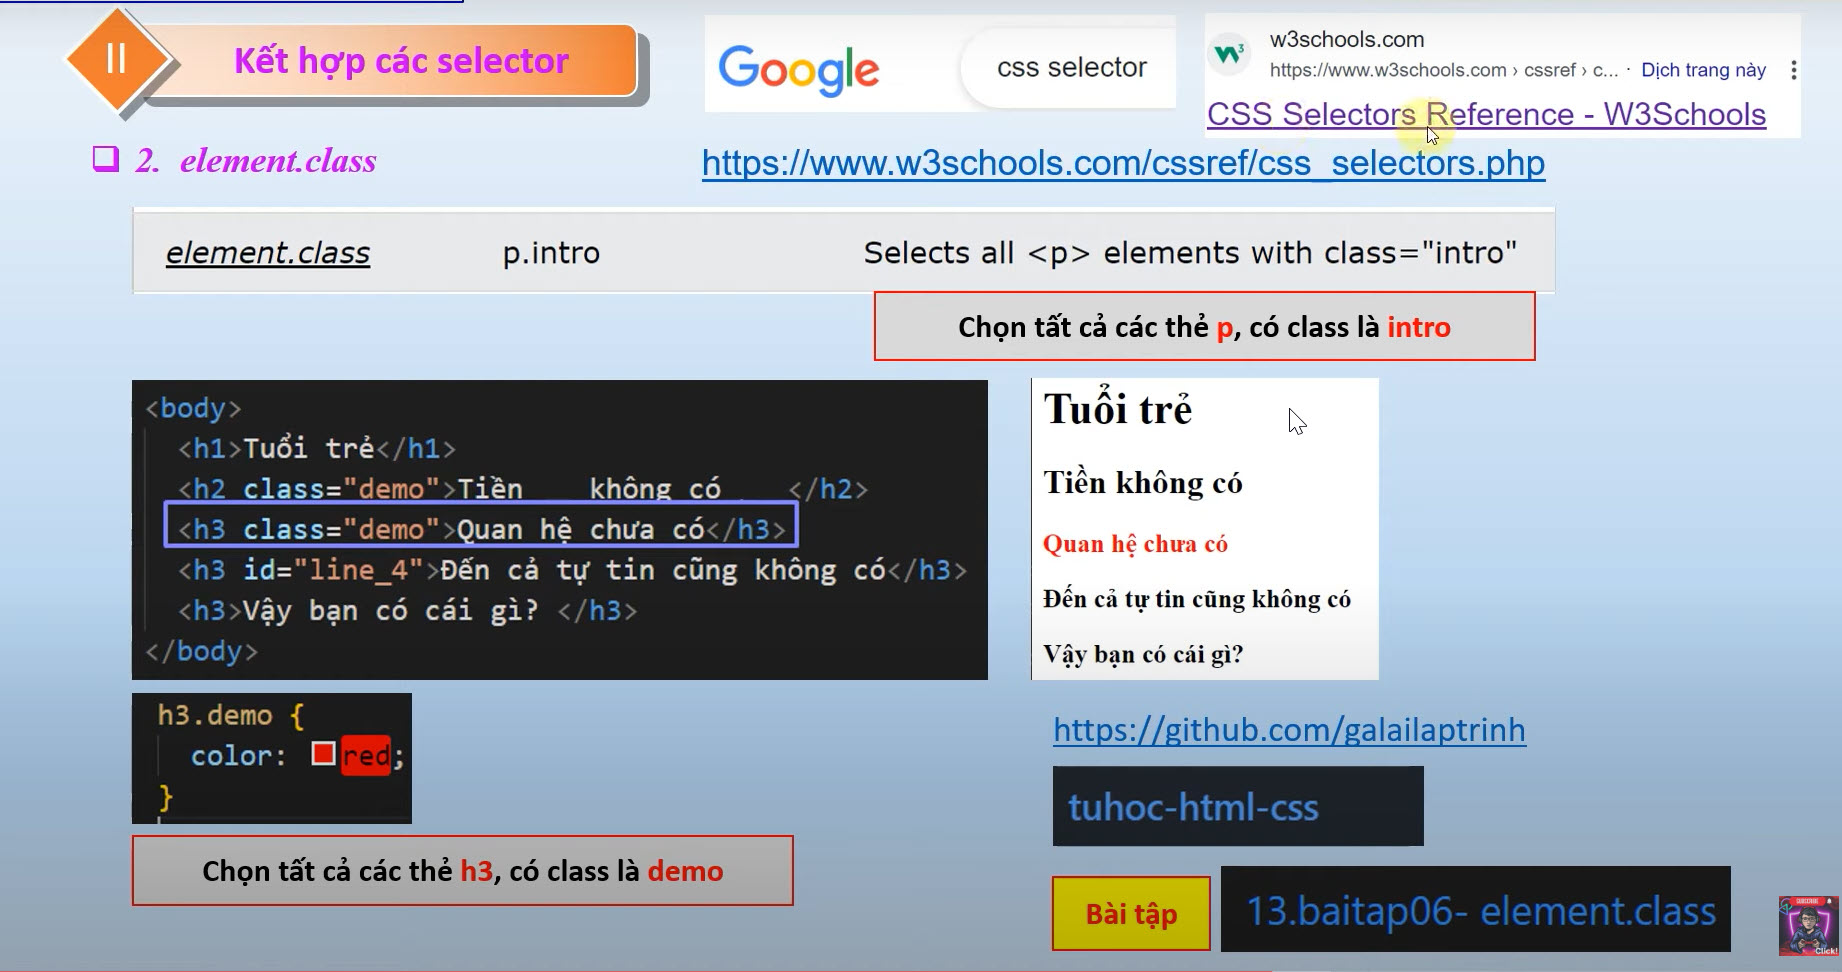 II
Kết hợp các selector
Google
css selector
w3schools.com
https://www.w3schools.com › cssref › c... · Dịch trang này
CSS Selectors Reference - W3Schools
2. element.class
https://www.w3schools.com/cssref/css_selectors.php
element.class p.intro Selects all <p> elements with class="intro"
Chọn tất cả các thẻ p, có class là intro
<body>
<h1>Tuổi trẻ</h1>
<h2 class="demo">Tiền không có </h2>
<h3 class="demo">Quan hệ chưa có</h3>
<h3 id="line_4">Đến cả tự tin cũng không có</h3>
<h3>Vậy bạn có cái gì? </h3>
</body>
Tuổi trẻ
Tiền không có
Quan hệ chưa có
Đến cả tự tin cũng không có
Vậy bạn có cái gì?
h3.demo {
color: red;
}
Chọn tất cả các thẻ h3, có class là demo
https://github.com/galailaptrinh
tuhoc-html-css
Bài tập
13.baitap06- element.class
Click!